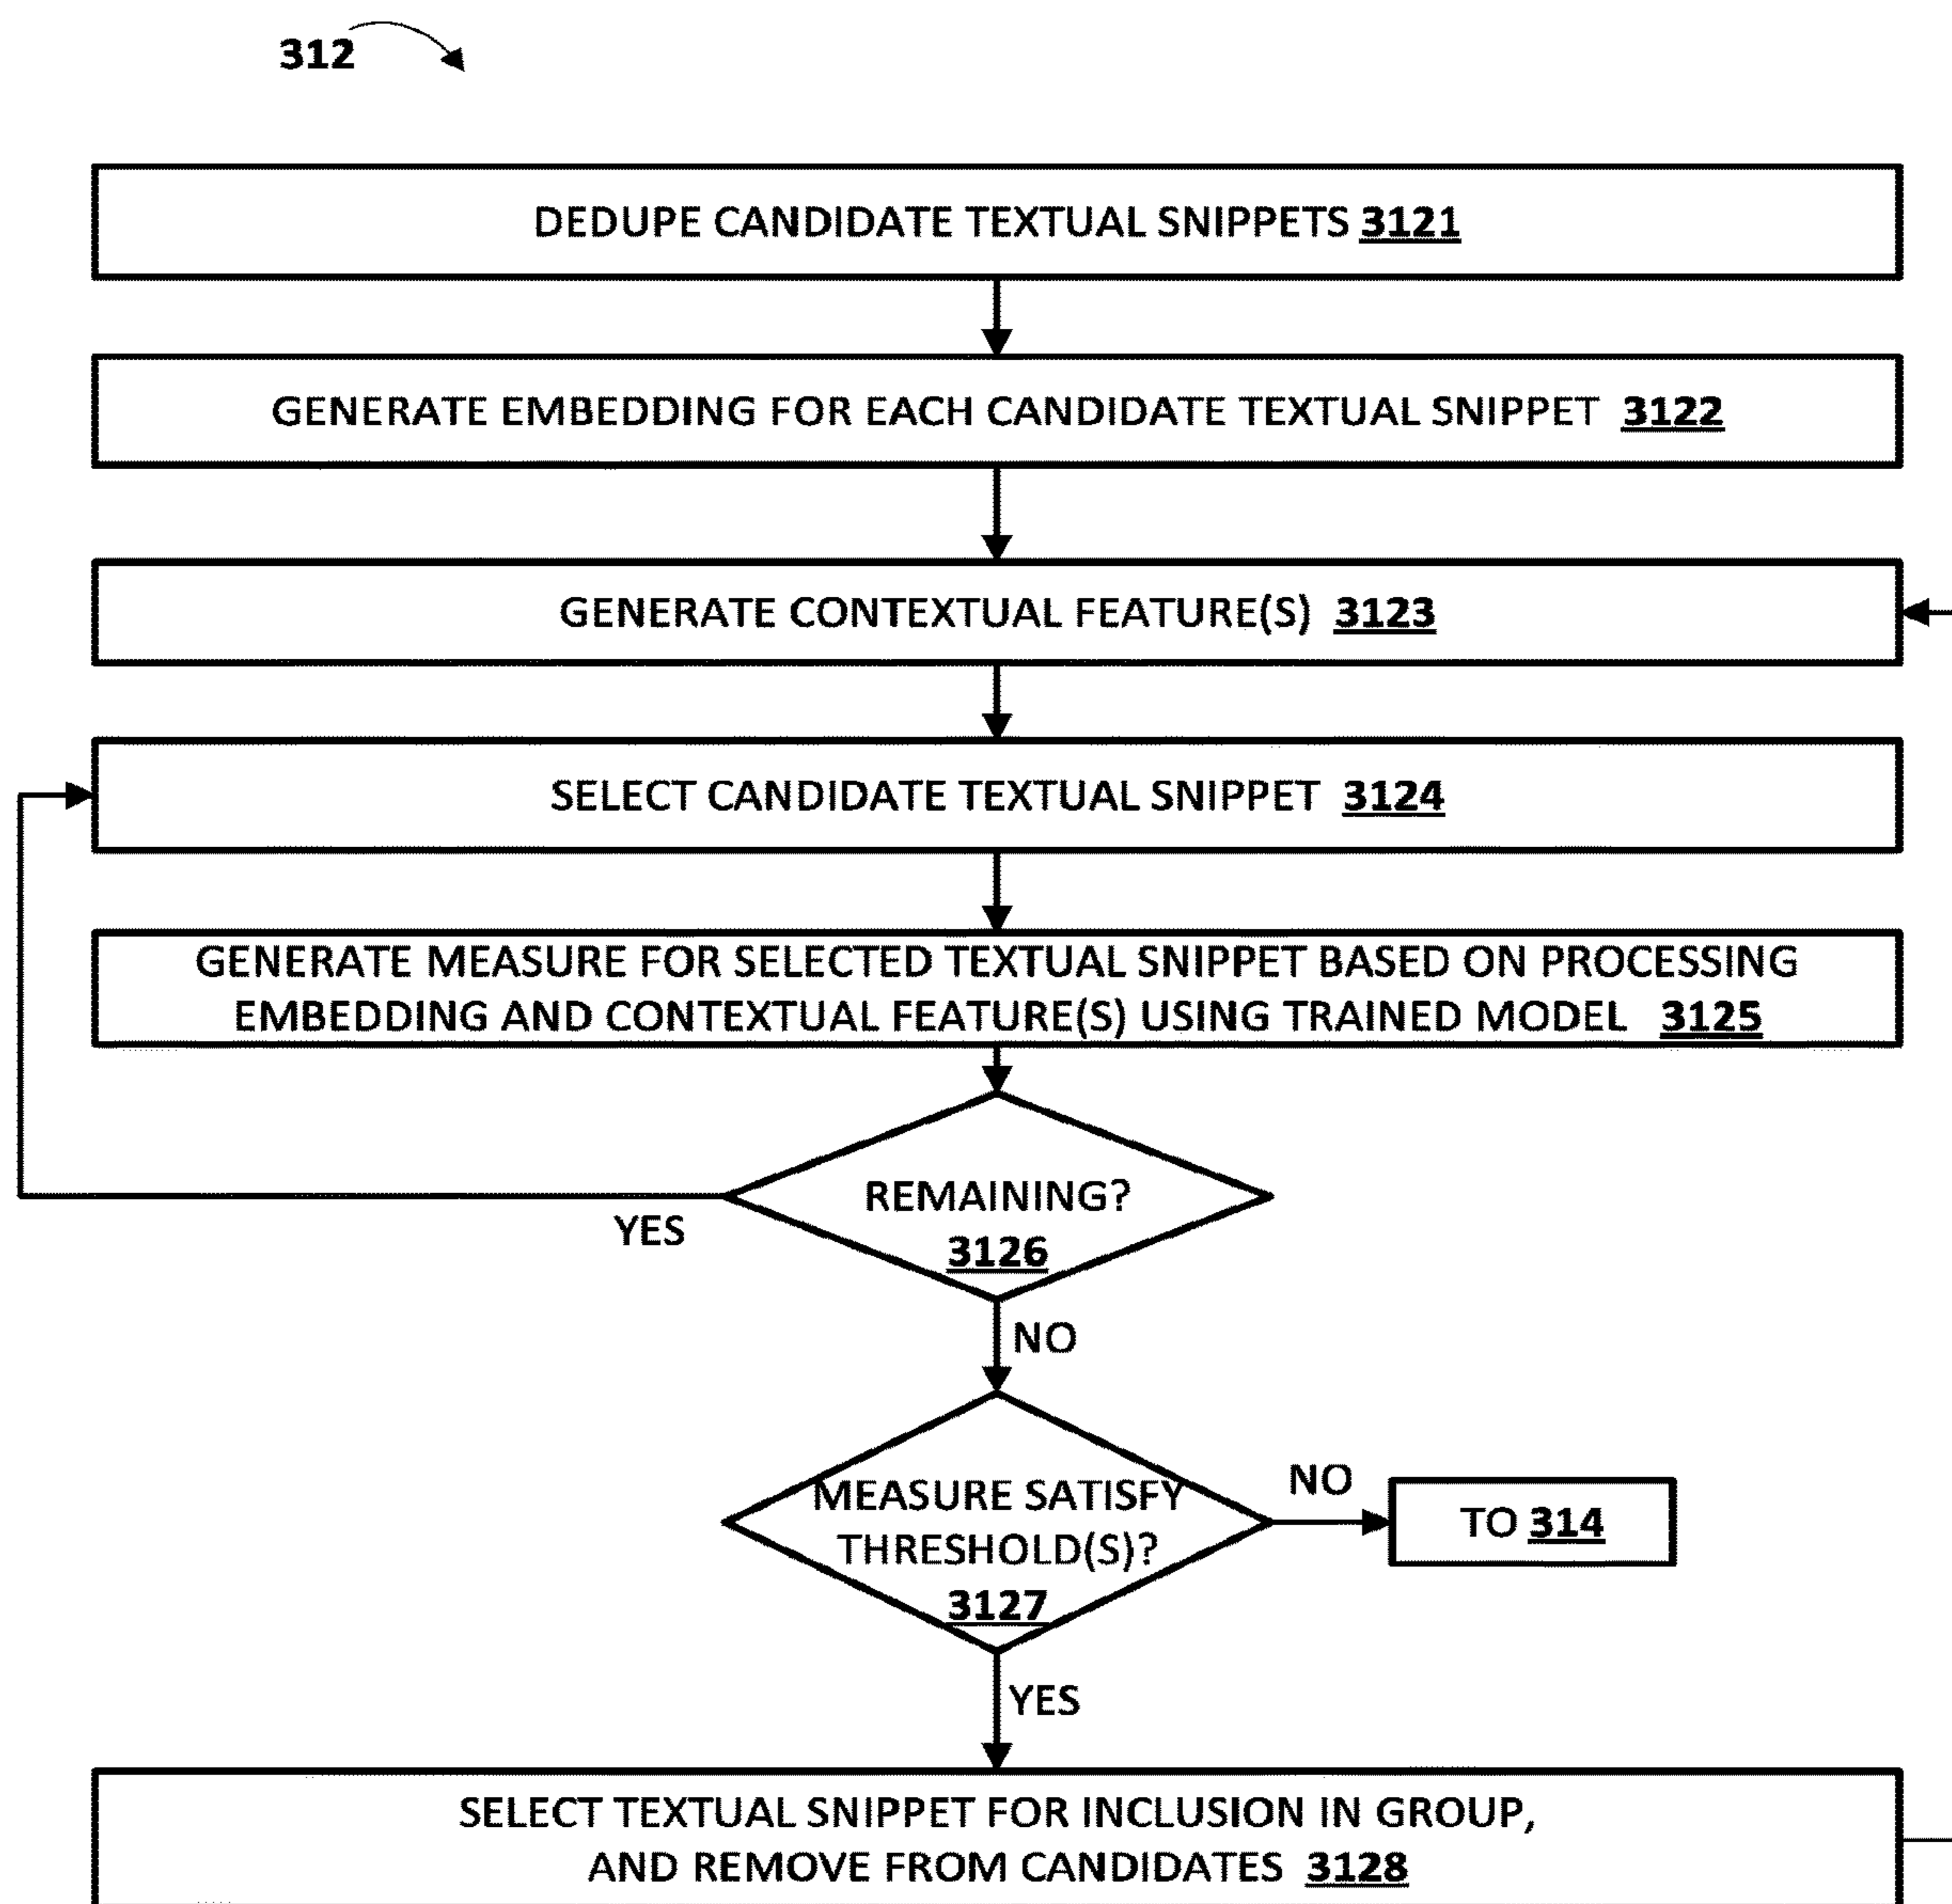 312
DEDUPE CANDIDATE TEXTUAL SNIPPETS 3121
GENERATE EMBEDDING FOR EACH CANDIDATE TEXTUAL SNIPPET 3122
GENERATE CONTEXTUAL FEATURE(S) 3123
SELECT CANDIDATE TEXTUAL SNIPPET 3124
GENERATE MEASURE FOR SELECTED TEXTUAL SNIPPET BASED ON PROCESSING
EMBEDDING AND CONTEXTUAL FEATURE(S) USING TRAINED MODEL 3125
REMAINING?
3126
YES
NO
MEASURE SATISFY
THRESHOLD(S)?
3127
NO
TO 314
YES
SELECT TEXTUAL SNIPPET FOR INCLUSION IN GROUP,
AND REMOVE FROM CANDIDATES 3128